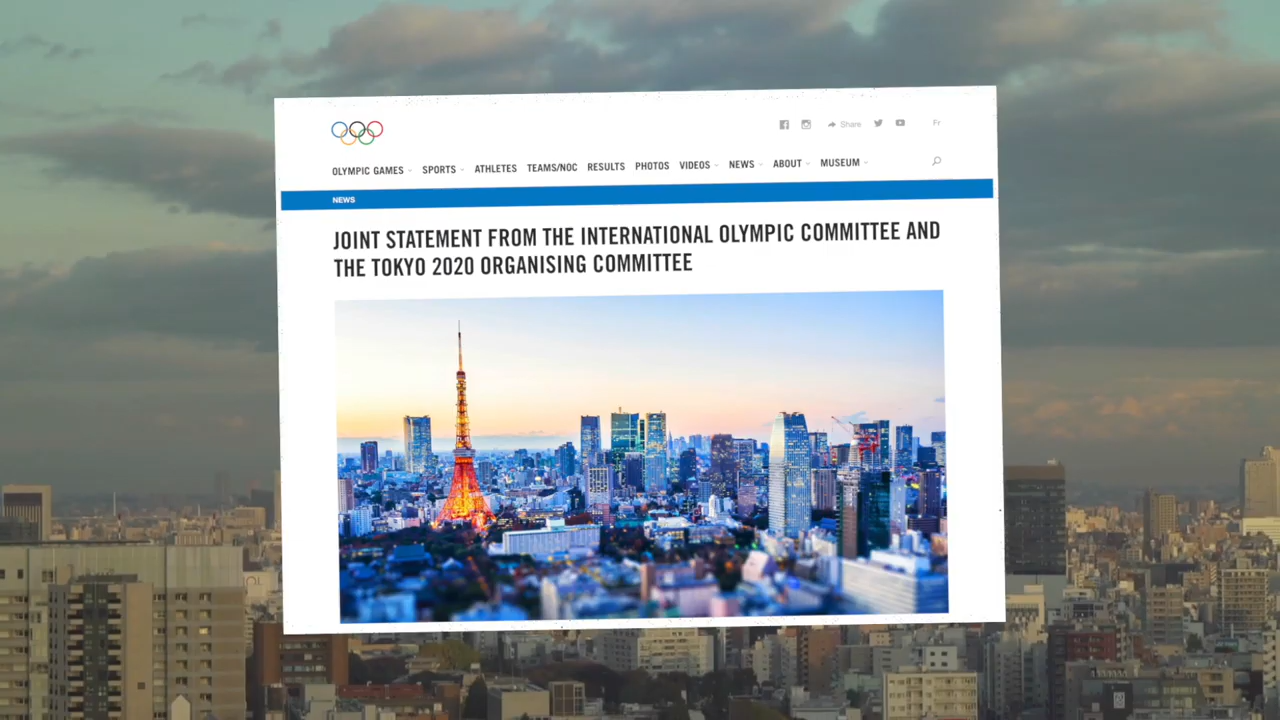 Share
Fr
OLYMPIC GAMES SPORTS ATHLETES TEAMS/NOC RESULTS PHOTOS VIDEOS NEWS ABOUT MUSEUM
NEWS
JOINT STATEMENT FROM THE INTERNATIONAL OLYMPIC COMMITTEE AND
THE TOKYO 2020 ORGANISING COMMITTEE